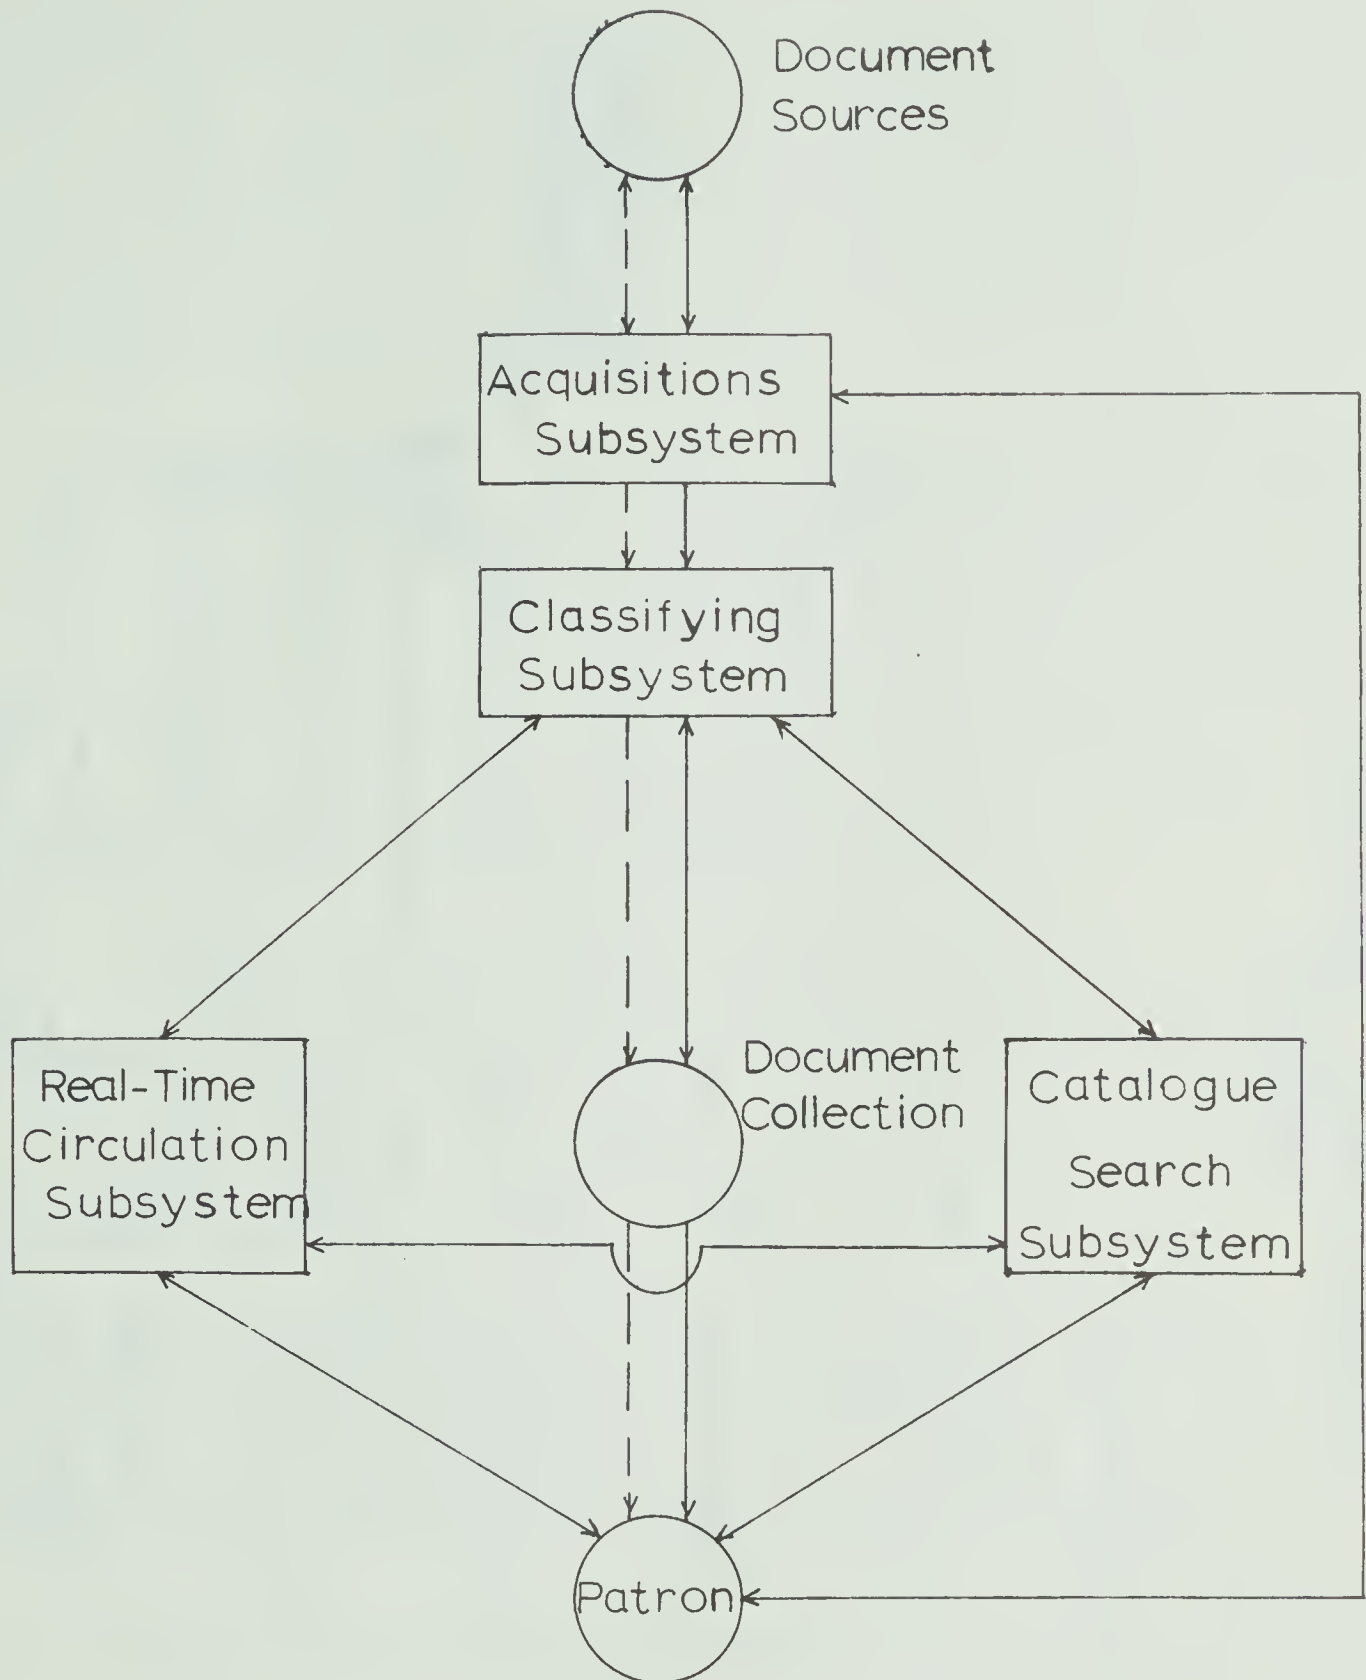 Document
Sources
Acquisitions
Subsystem
Classifying
Subsystem
Real-Time
Circulation
Subsystem
Document
Collection
Catalogue
Search
Subsystem
Patron